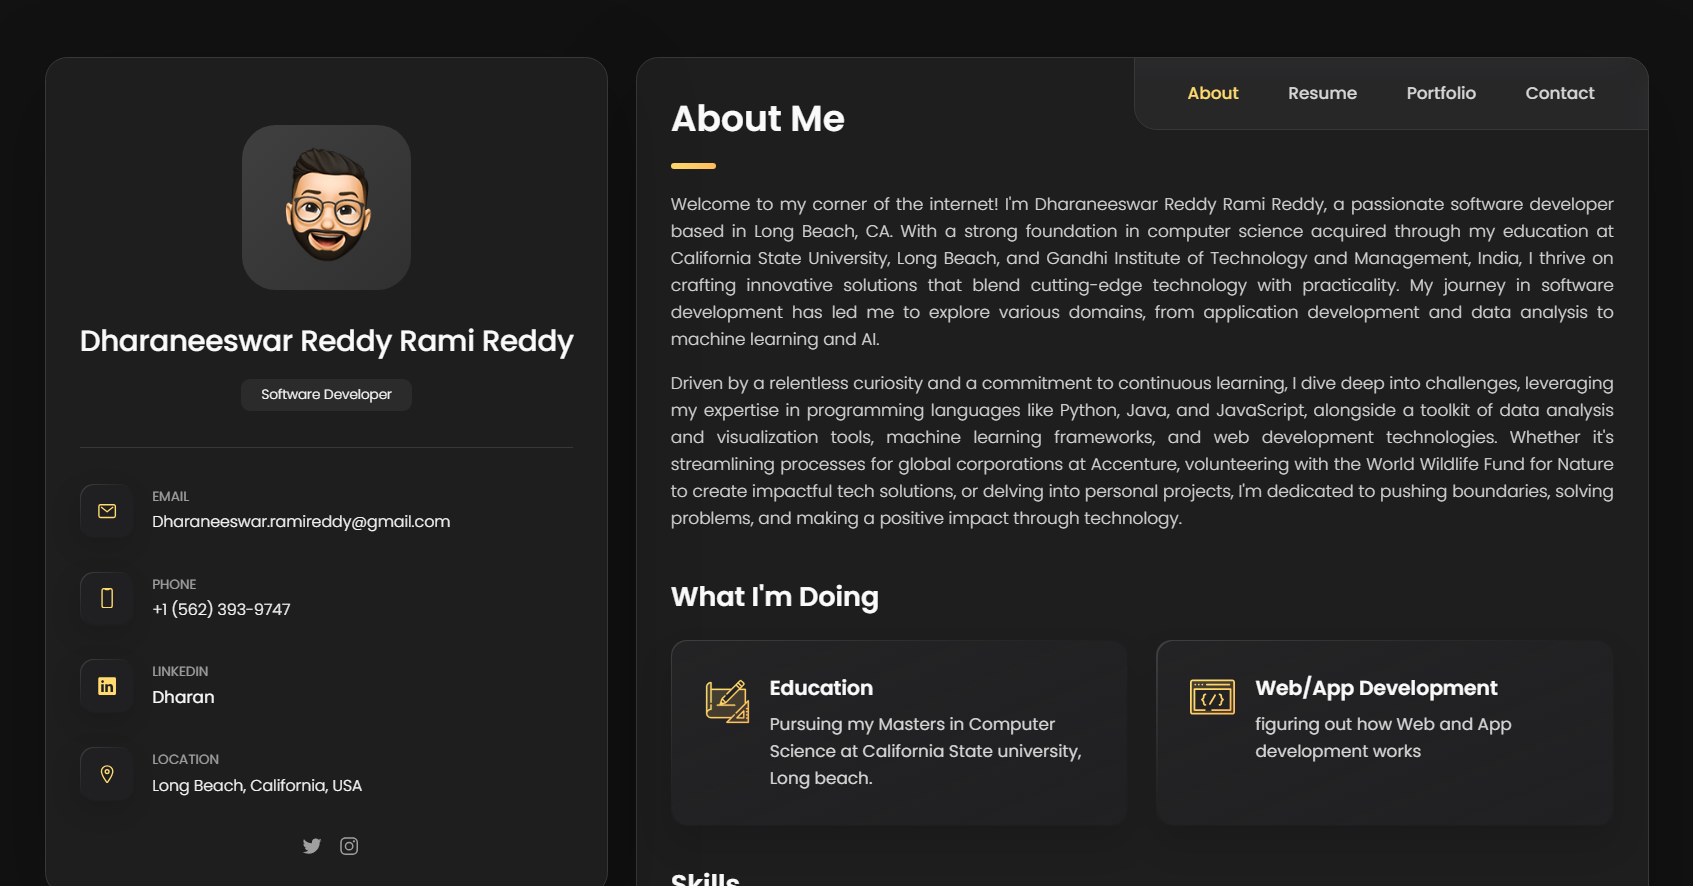 Dharaneeswar Reddy Rami Reddy
Software Developer
EMAIL
Dharaneeswar.ramireddy@gmail.com
PHONE
+1 (562) 393-9747
LINKEDIN
in
Dharan
LOCATION
Long Beach, California, USA
About Resume Portfolio Contact
About Me
Welcome to my corner of the internet! I'm Dharaneeswar Reddy Rami Reddy, a passionate software developer
based in Long Beach, CA. With a strong foundation in computer science acquired through my education at
California State University, Long Beach, and Gandhi Institute of Technology and Management, India, I thrive on
crafting innovative solutions that blend cutting-edge technology with practicality. My journey in software
development has led me to explore various domains, from application development and data analysis to
machine learning and AI.
Driven by a relentless curiosity and a commitment to continuous learning, I dive deep into challenges, leveraging
my expertise in programming languages like Python, Java, and JavaScript, alongside a toolkit of data analysis
and visualization tools, machine learning frameworks, and web development technologies. Whether it's
streamlining processes for global corporations at Accenture, volunteering with the World Wildlife Fund for Nature
to create impactful tech solutions, or delving into personal projects, I'm dedicated to pushing boundaries, solving
problems, and making a positive impact through technology.
What I'm Doing
Education
Pursuing my Masters in Computer
Science at California State university,
Long beach.
Web/App Development
figuring out how Web and App
development works
Skills